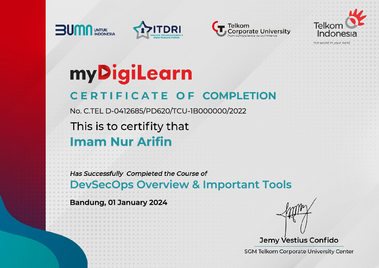 BUMN UNTUK INDONESIA
ITDRI
Telkom Corporate University
Telkom Indonesia
the world in your hand
myDigiLearn
CERTIFICATE OF COMPLETION
No. C.TEL D-0412685/PD620/TCU-1B000000/2022
This is to certifity that
Imam Nur Arifin
Has Successfully Completed the Course of
DevSecOps Overview & Important Tools
Bandung, 01 January 2024
Jemy Vestius Confido
SGM Telkom Corporate University Center